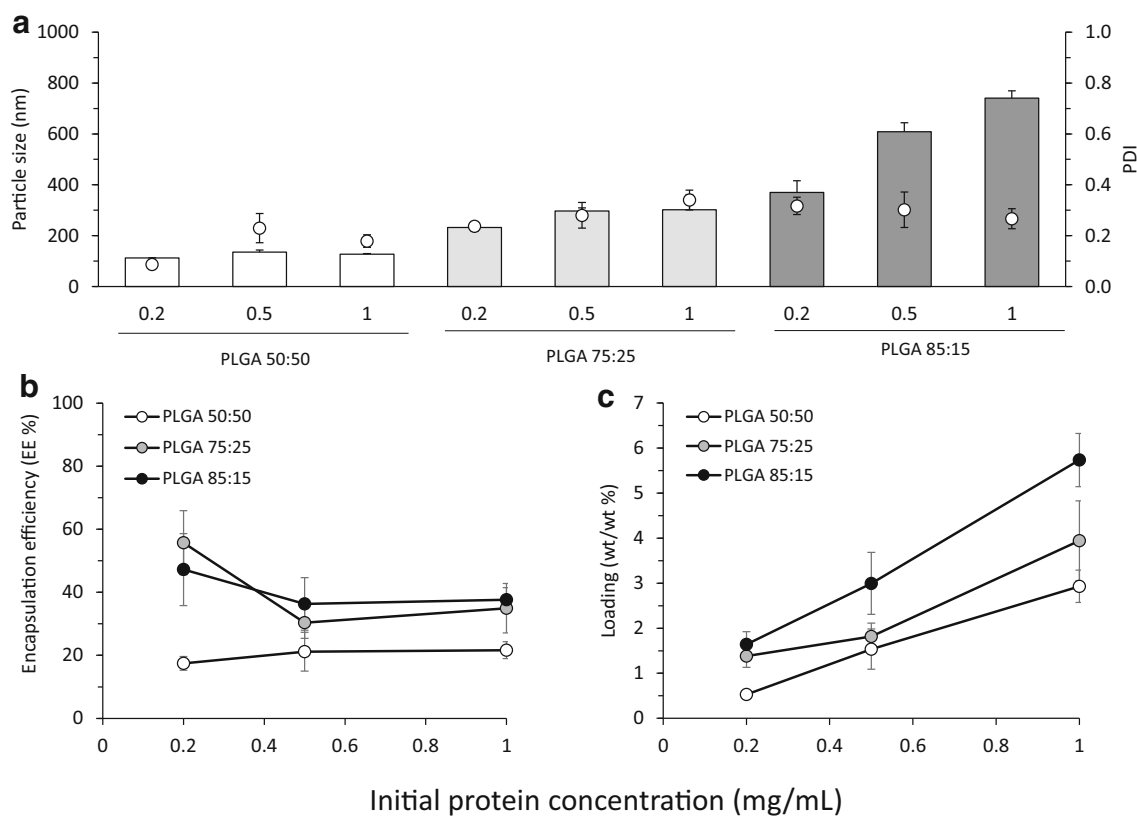 a
1000
800
600
400
200
0
Particle size (nm)
1.0
0.8
0.6
0.4
0.2
0.0
PDI
0.2 0.5 1 0.2 0.5 1 0.2 0.5 1
PLGA 50:50 PLGA 75:25 PLGA 85:15
b
100
80
60
40
20
0
Encapsulation efficiency (EE %)
PLGA 50:50
PLGA 75:25
PLGA 85:15
0 0.2 0.4 0.6 0.8 1
c
7
6
5
4
3
2
1
0
Loading (wt/wt %)
PLGA 50:50
PLGA 75:25
PLGA 85:15
0 0.2 0.4 0.6 0.8 1
Initial protein concentration (mg/mL)